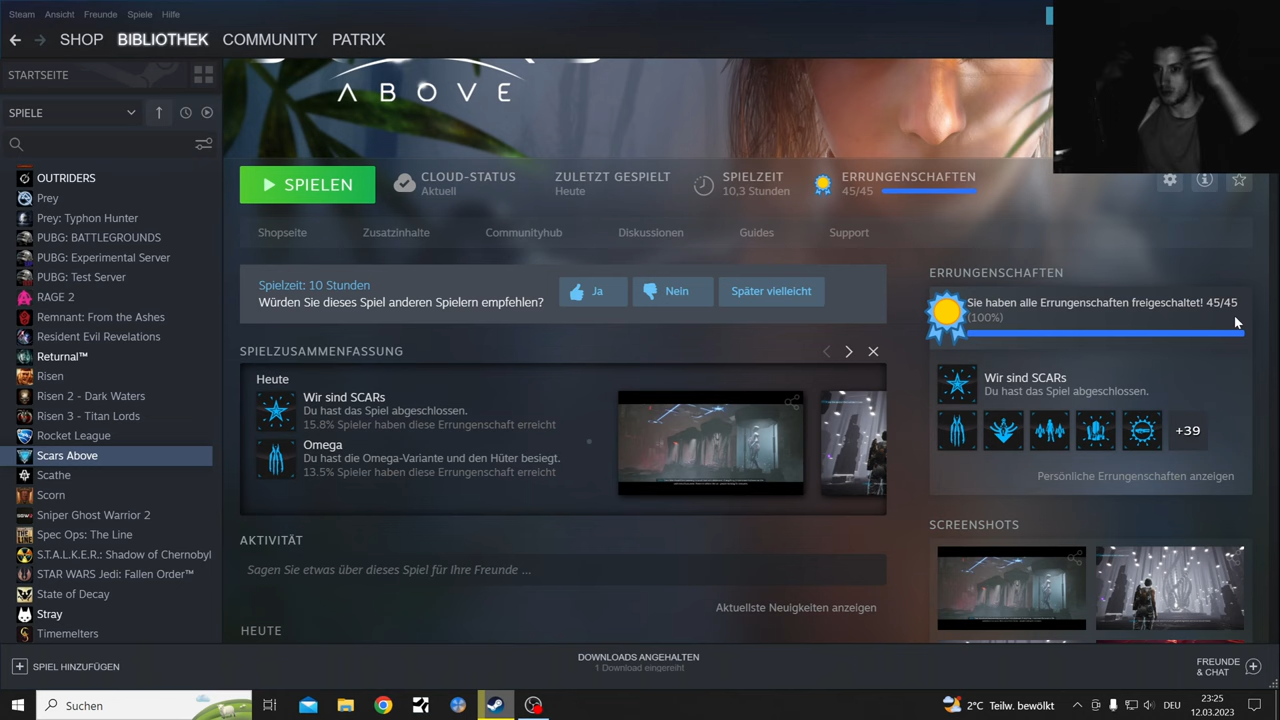 Steam Ansicht Freunde Spiele Hilfe
Freunde
SHOP BIBLIOTHEK COMMUNITY PATRIX
STARTSEITE
SPIELE
OUTRIDERS
Prey
Prey: Typhon Hunter
PUBG: BATTLEGROUNDS
PUBG: Experimental Server
PUBG: Test Server
RAGE 2
Remnant: From the Ashes
Resident Evil Revelations
Returnal™
Risen
Risen 2 - Dark Waters
Risen 3 - Titan Lords
Rocket League
Scars Above
Scathe
Scorn
Sniper Ghost Warrior 2
Spec Ops: The Line
S.T.A.L.K.E.R.: Shadow of Chernobyl
STAR WARS Jedi: Fallen Order™
State of Decay
Stray
Timemelters
ABOVE
SPIELEN
CLOUD-STATUS
Aktuell
ZULETZT GESPIELT
Heute
SPIELZEIT
10,3 Stunden
ERRUNGENSCHAFTEN
45/45
Shopseite Zusatzinhalte Communityhub Diskussionen Guides Support
Spielzeit: 10 Stunden
Würden Sie dieses Spiel anderen Spielern empfehlen?
Ja Nein Später vielleicht
SPIELZUSAMMENFASSUNG
Heute
Wir sind SCARs
Du hast das Spiel abgeschlossen.
15.8% Spieler haben diese Errungenschaft erreicht
Omega
Du hast die Omega-Variante und den Hüter besiegt.
13.5% Spieler haben diese Errungenschaft erreicht
AKTIVITÄT
Sagen Sie etwas über dieses Spiel für Ihre Freunde ...
Aktuellste Neuigkeiten anzeigen
HEUTE
ERRUNGENSCHAFTEN
Sie haben alle Errungenschaften freigeschaltet! 45/45
(100%)
Wir sind SCARs
Du hast das Spiel abgeschlossen.
+39
Persönliche Errungenschaften anzeigen
SCREENSHOTS
SPIEL HINZUFÜGEN
DOWNLOADS ANGEHALTEN
1 Download eingereiht
FREUNDE
& CHAT
Suchen
2°C Teilw. bewölkt
DEU
23:25
12.03.2023